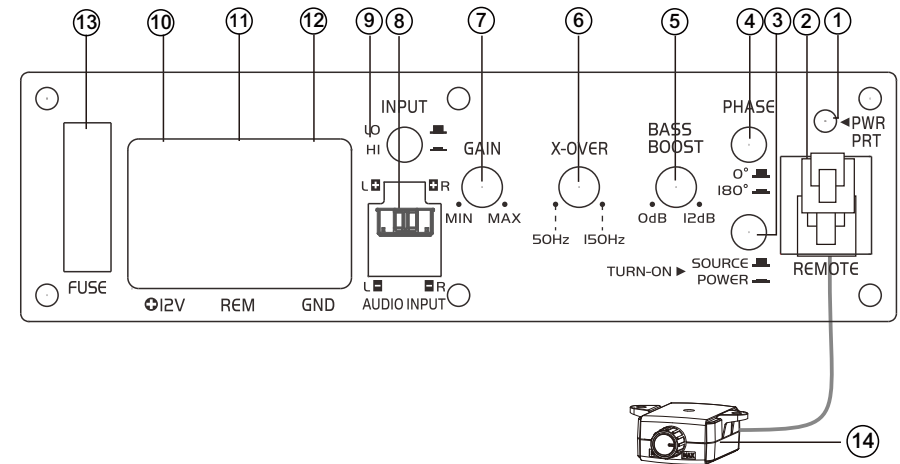 13 10 11 12 9 8 7 6 5 4 3 2 1
INPUT
LO
HI
GAIN
X-OVER
BASS
BOOST
PHASE
◄PWR
PRT
0°
180°
L + + R
MIN MAX
50Hz 150Hz
0dB 12dB
TURN-ON ► SOURCE
POWER
REMOTE
FUSE
+12V REM GND
L - - R
AUDIO INPUT
MAX
14